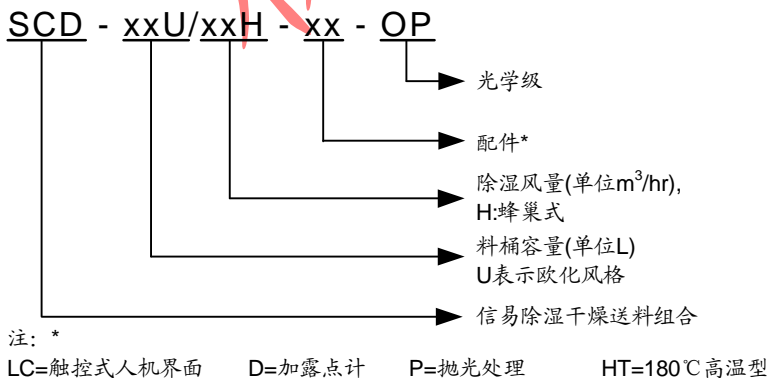 SCD - xxU/xxH - xx - OP
光学级
配件*
除湿风量(单位m³/hr),
H:蜂巢式
料桶容量(单位L)
U表示欧化风格
信易除湿干燥送料组合
注: *
LC=触控式人机界面 D=加露点计 P=抛光处理 HT=180℃高温型